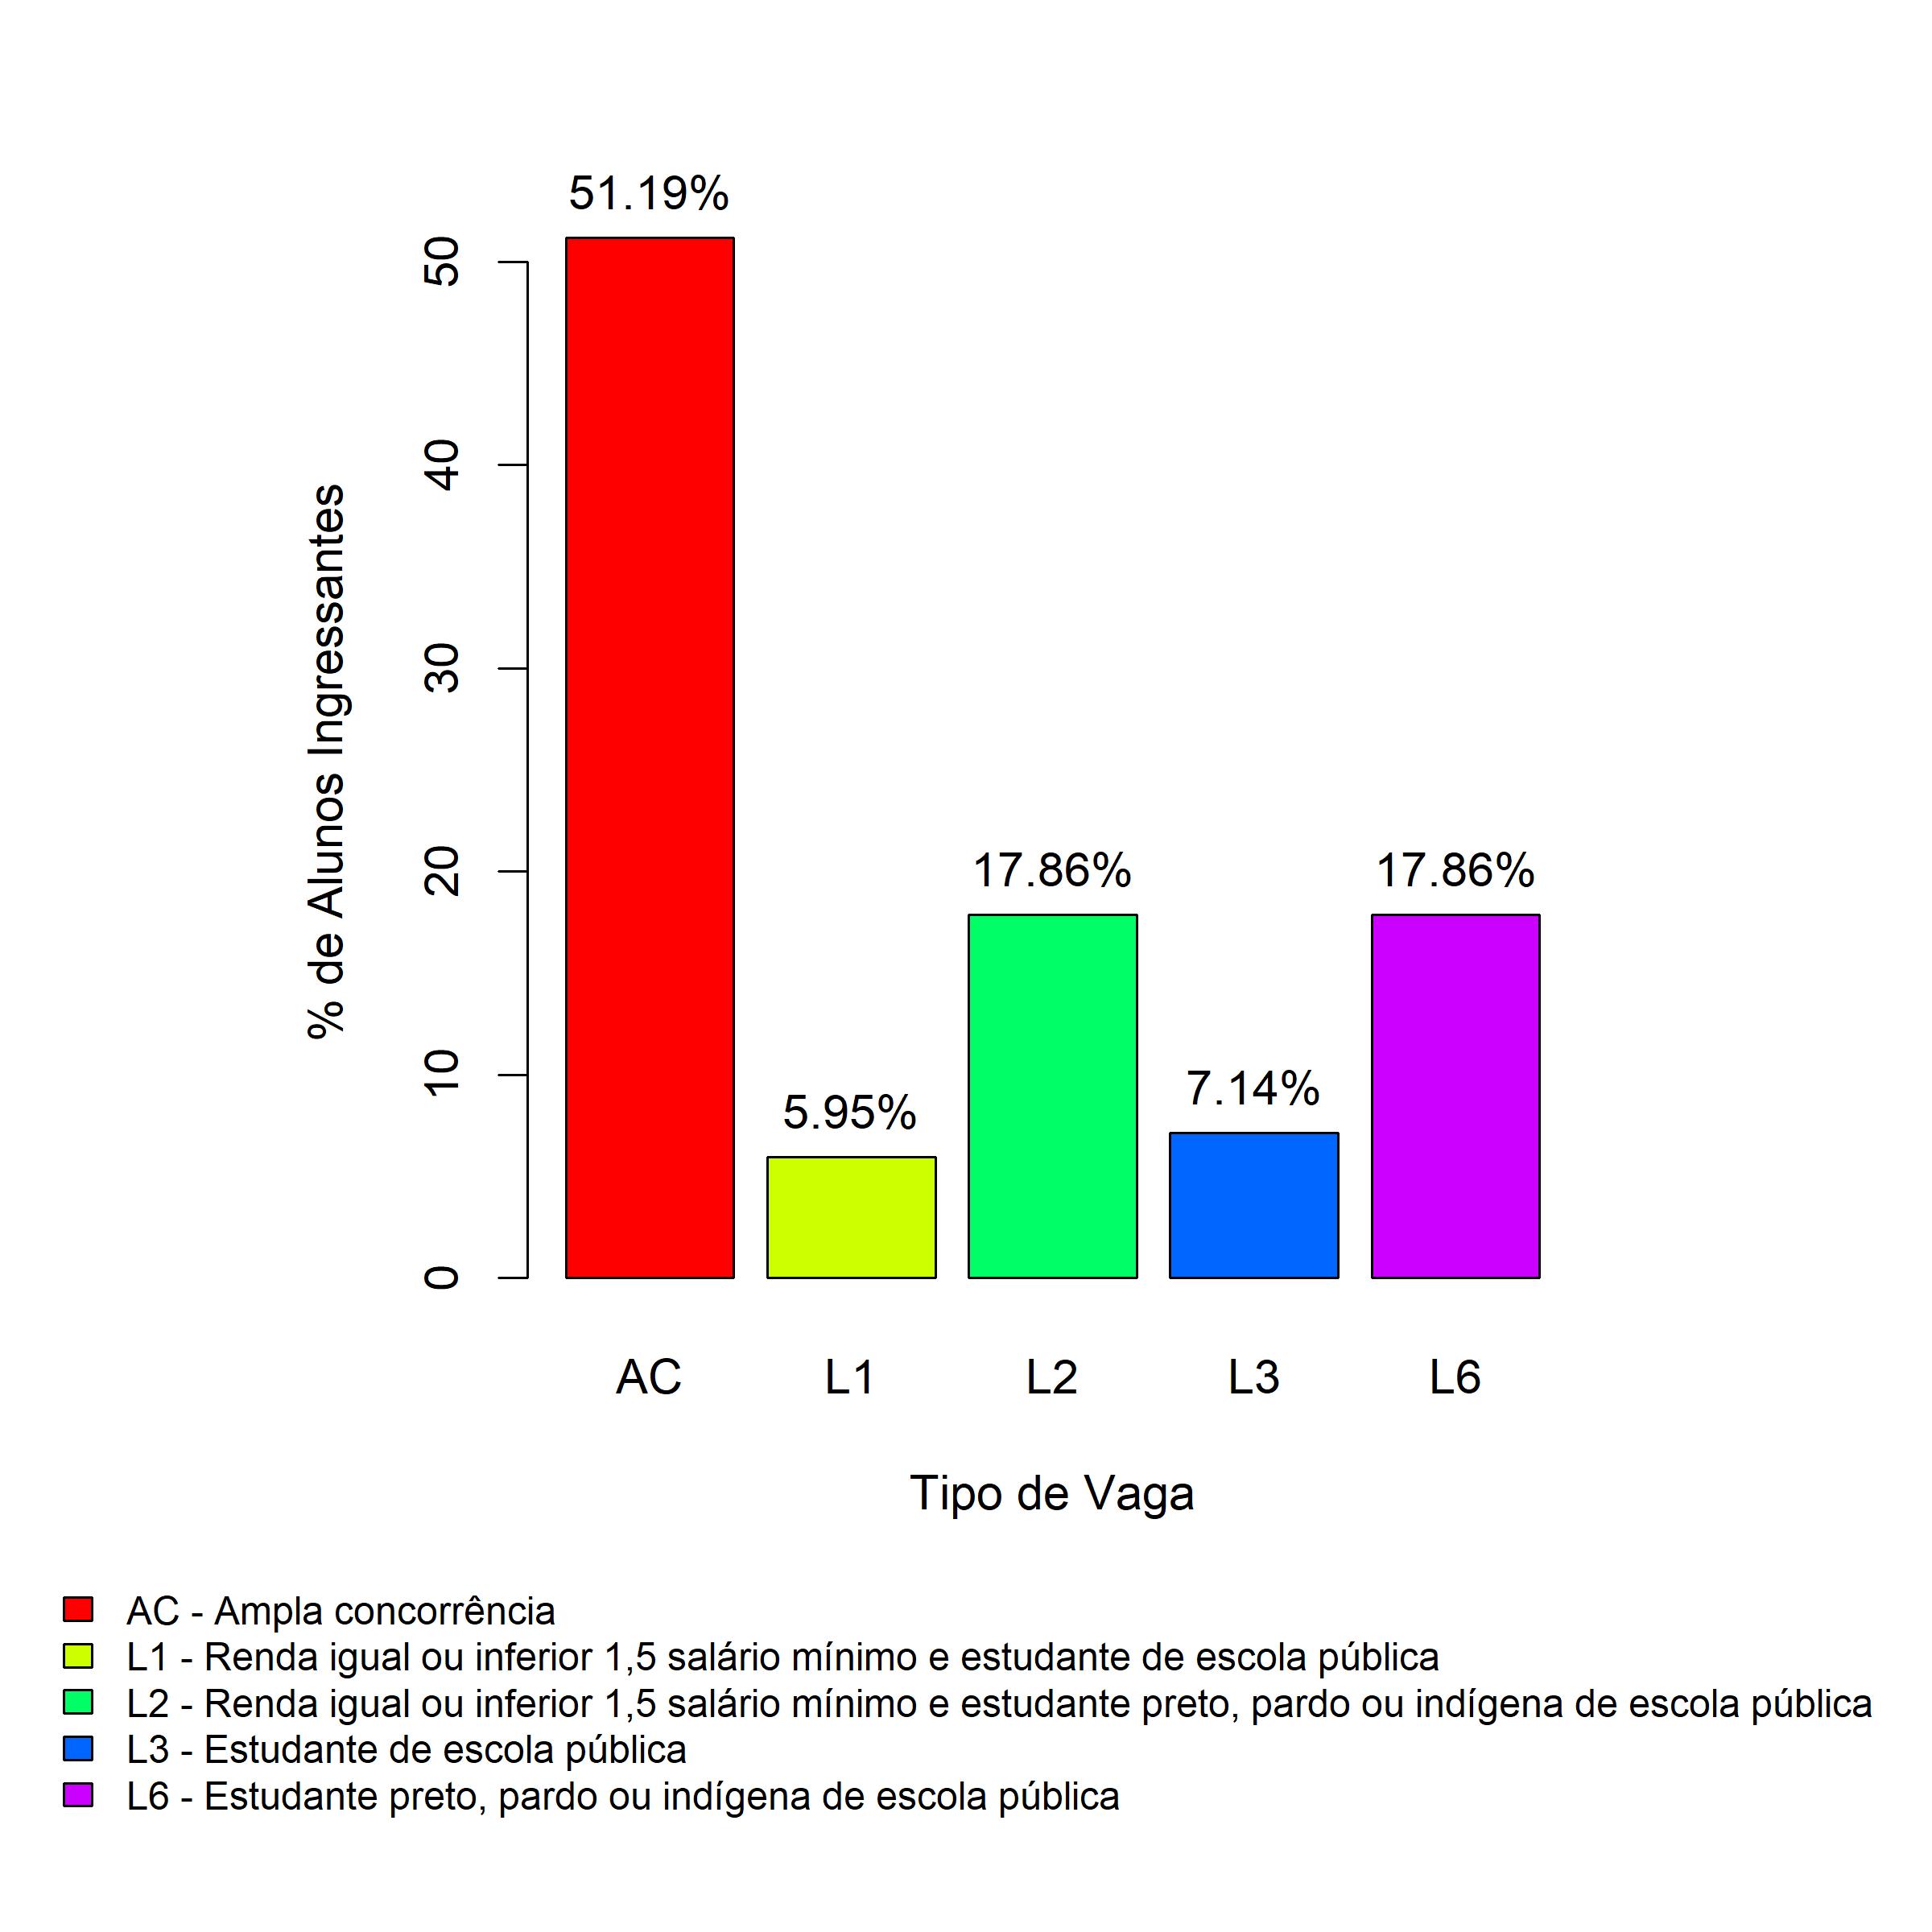 51.19%
50
40
30
20
10
0
% de Alunos Ingressantes
5.95%
17.86%
7.14%
17.86%
AC
L1
L2
L3
L6
Tipo de Vaga
AC - Ampla concorrência
L1 - Renda igual ou inferior 1,5 salário mínimo e estudante de escola pública
L2 - Renda igual ou inferior 1,5 salário mínimo e estudante preto, pardo ou indígena de escola pública
L3 - Estudante de escola pública
L6 - Estudante preto, pardo ou indígena de escola pública